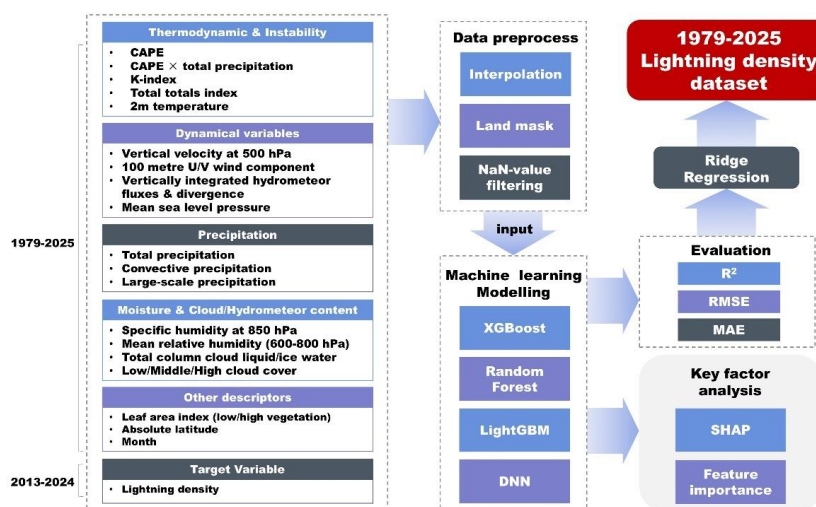 1979-2025
Thermodynamic & Instability
• CAPE
• CAPE × total precipitation
• K-index
• Total totals index
• 2m temperature
Dynamical variables
• Vertical velocity at 500 hPa
• 100 metre U/V wind component
• Vertically integrated hydrometeor
fluxes & divergence
• Mean sea level pressure
Precipitation
• Total precipitation
• Convective precipitation
• Large-scale precipitation
Moisture & Cloud/Hydrometeor content
• Specific humidity at 850 hPa
• Mean relative humidity (600-800 hPa)
• Total column cloud liquid/ice water
• Low/Middle/High cloud cover
Other descriptors
• Leaf area index (low/high vegetation)
• Absolute latitude
• Month
2013-2024
Target Variable
• Lightning density
Data preprocess
Interpolation
Land mask
NaN-value
filtering
input
Machine learning
Modelling
XGBoost
Random
Forest
LightGBM
DNN
1979-2025
Lightning density
dataset
Ridge
Regression
Evaluation
R²
RMSE
MAE
Key factor
analysis
SHAP
Feature
importance